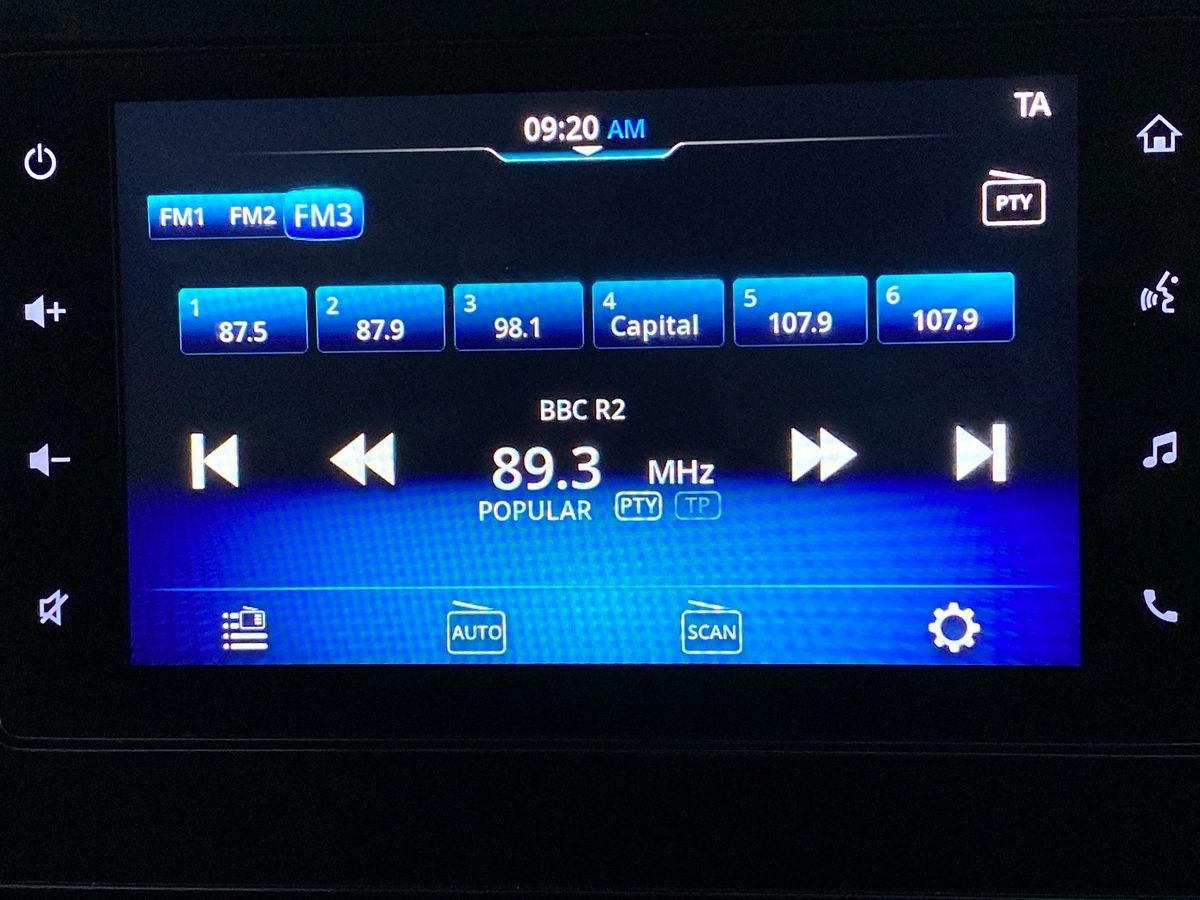 TA
09:20 AM
PTY
FM1 FM2 FM3
1 2 3 4 5 6
87.5 87.9 98.1 Capital 107.9 107.9
BBC R2
89.3 MHz
POPULAR PTY TP
AUTO SCAN